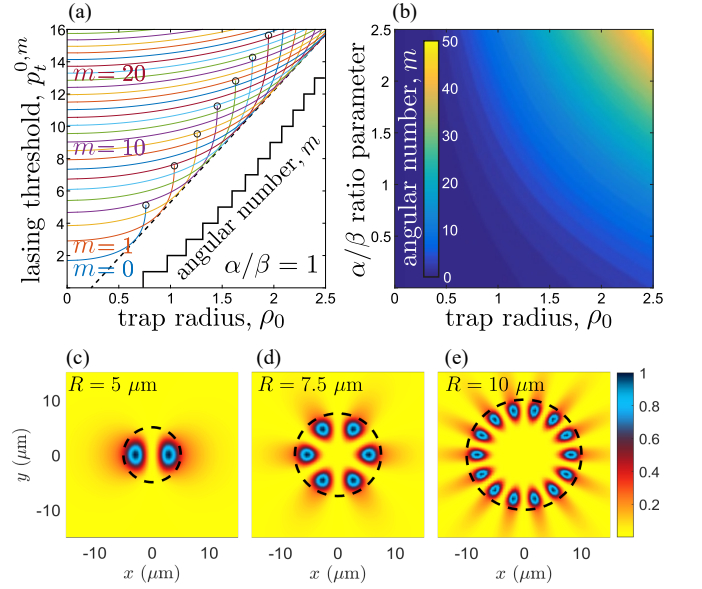 (a)
lasing threshold, p_t^{0,m}
16
14
12
10
8
6
4
2
m = 20
m = 10
m = 1
m = 0
angular number, m
α/β = 1
0 0.5 1 1.5 2 2.5
trap radius, ρ₀
(b)
α/β ratio parameter
2.5
2
1.5
1
0.5
angular number, m
50
40
30
20
10
0
0 0.5 1 1.5 2 2.5
trap radius, ρ₀
(c)
R = 5 μm
y (μm)
10
0
-10
-10 0 10
x (μm)
(d)
R = 7.5 μm
-10 0 10
x (μm)
(e)
R = 10 μm
-10 0 10
x (μm)
1
0.8
0.6
0.4
0.2